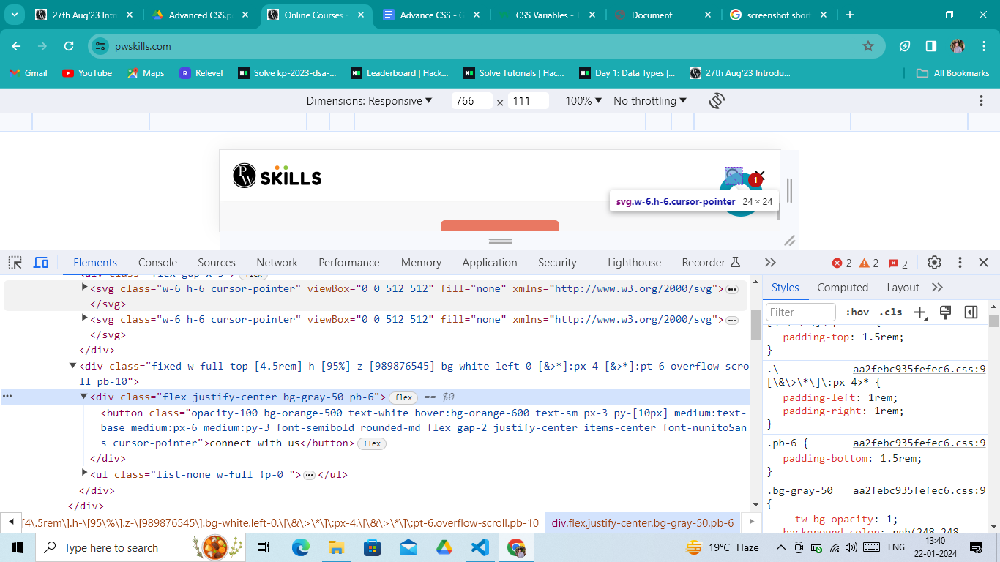 27th Aug'23 Intr
Advanced CSS.p
Online Courses -
Advance CSS - G
CSS Variables - T
Document
screenshot short
pwskills.com
Gmail
YouTube
Maps
Relevel
Solve kp-2023-dsa-...
Leaderboard | Hack...
Solve Tutorials | Hac...
Day 1: Data Types |...
27th Aug'23 Introdu...
All Bookmarks
Dimensions: Responsive 766 × 111 100% No throttling
PW SKILLS
1
svg.w-6.h-6.cursor-pointer 24 × 24
Elements Console Sources Network Performance Memory Application Security Lighthouse Recorder 2 2 2
<svg class="w-6 h-6 cursor-pointer" viewBox="0 0 512 512" fill="none" xmlns="http://www.w3.org/2000/svg">
</svg>
<svg class="w-6 h-6 cursor-pointer" viewBox="0 0 512 512" fill="none" xmlns="http://www.w3.org/2000/svg">
</svg>
</div>
<div class="fixed w-full top-[4.5rem] h-[95%] z-[989876545] bg-white left-0 [&>*]:px-4 [&>*]:pt-6 overflow-scro
ll pb-10">
<div class="flex justify-center bg-gray-50 pb-6"> flex == $0
<button class="opacity-100 bg-orange-500 text-white hover:bg-orange-600 text-sm px-3 py-[10px] medium:text-
base medium:px-6 medium:py-3 font-semibold rounded-md flex gap-2 justify-center items-center font-nunitoSan
s cursor-pointer">connect with us</button> flex
</div>
<ul class="list-none w-full !p-0 ">…</ul>
</div>
</div>
[4\.5rem\].h-\[95\%\].z-\[989876545\].bg-white.left-0.\[\&\>\*\]\:px-4.\[\&\>\*\]\:pt-6.overflow-scroll.pb-10 div.flex.justify-center.bg-gray-50.pb-6
Styles Computed Layout
Filter :hov .cls
padding-top: 1.5rem;
}
.\ aa2febc935fefec6.css:9
[\&\>\*\]\:px-4>* {
padding-left: 1rem;
padding-right: 1rem;
}
.pb-6 { aa2febc935fefec6.css:9
padding-bottom: 1.5rem;
}
.bg-gray-50 aa2febc935fefec6.css:9
{
--tw-bg-opacity: 1;
background-color: rgb(248 248
Type here to search
19°C Haze
ENG
13:40
22-01-2024